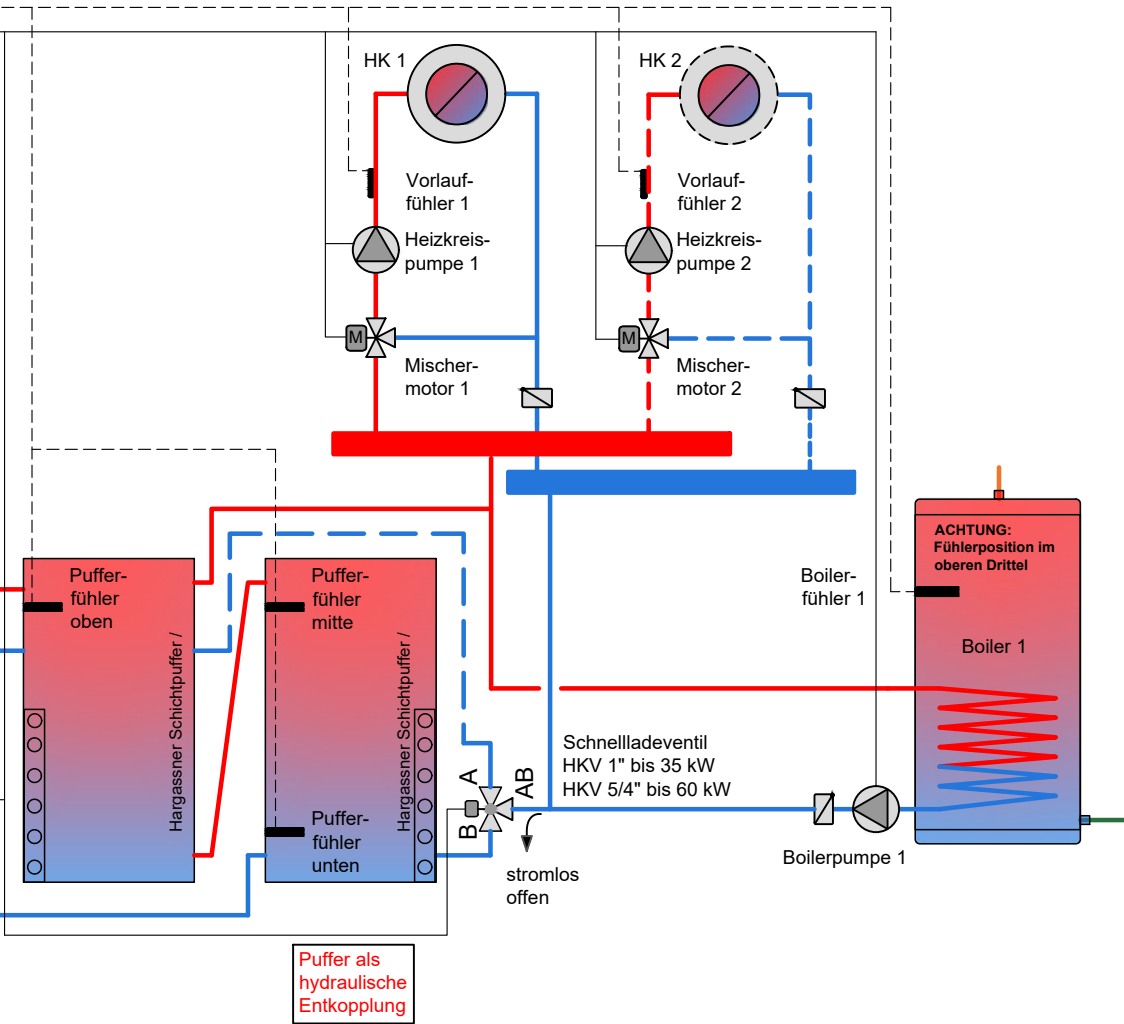 HK 1
HK 2
Vorlauf-
fühler 1
Vorlauf-
fühler 2
Heizkreis-
pumpe 1
Heizkreis-
pumpe 2
M
M
Mischer-
motor 1
Mischer-
motor 2
ACHTUNG:
Fühlerposition im
oberen Drittel
Boiler-
fühler 1
Boiler 1
Puffer-
fühler
oben
Puffer-
fühler
mitte
Hargassner Schichtpuffer /
Hargassner Schichtpuffer /
Schnellladeventil
HKV 1" bis 35 kW
HKV 5/4" bis 60 kW
A
AB
B
Puffer-
fühler
unten
stromlos
offen
Boilerpumpe 1
Puffer als
hydraulische
Entkopplung